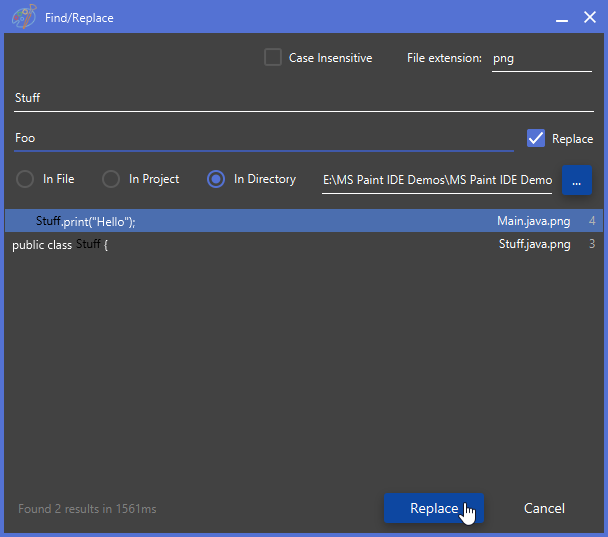 Find/Replace
Case Insensitive File extension: png
Stuff
Foo Replace
In File In Project In Directory E:\MS Paint IDE Demos\MS Paint IDE Demo ...
Stuff.print("Hello"); Main.java.png 4
public class Stuff { Stuff.java.png 3
Found 2 results in 1561ms Replace Cancel